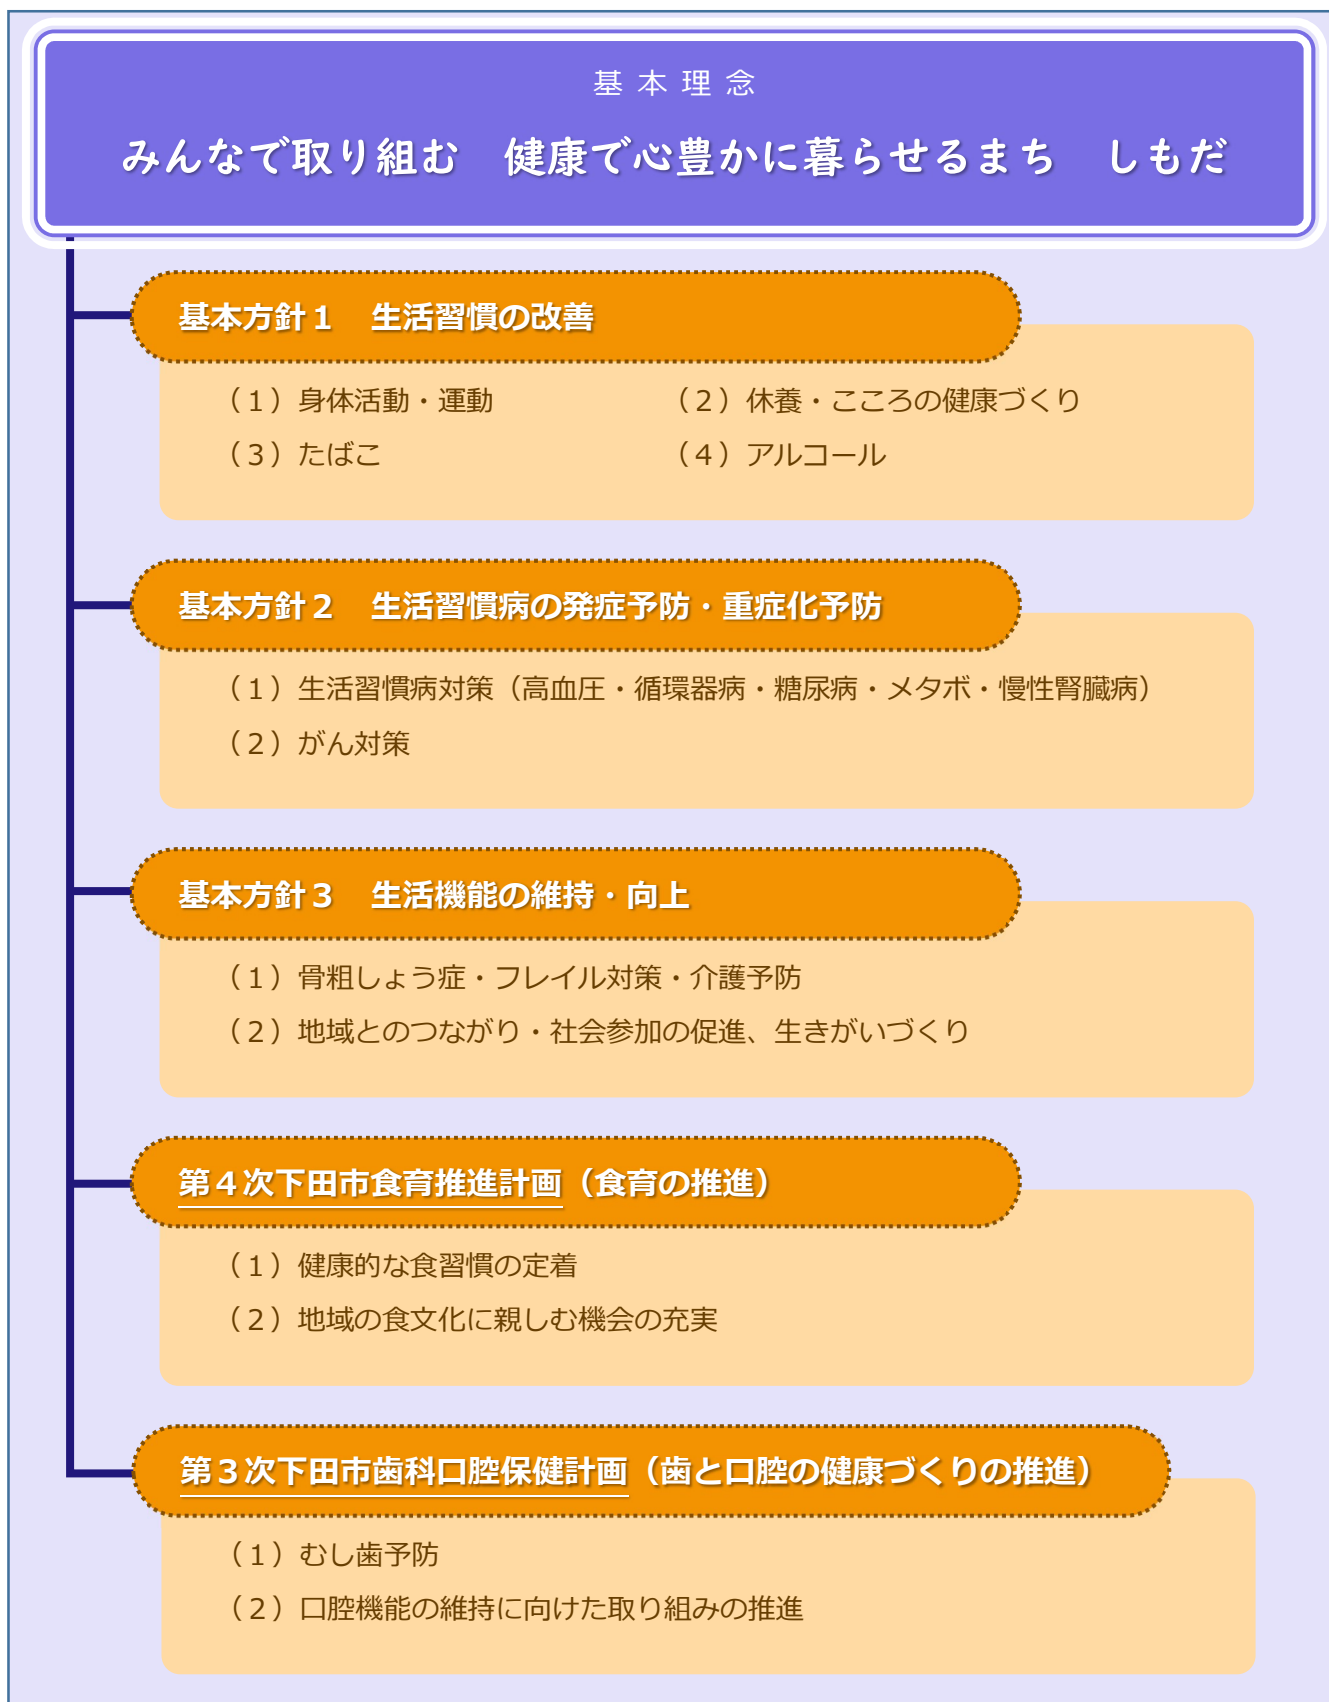 基本理念
みんなで取り組む　健康で心豊かに暮らせるまち　しもだ
基本方針１　生活習慣の改善
（１）身体活動・運動　（２）休養・こころの健康づくり
（３）たばこ　（４）アルコール
基本方針２　生活習慣病の発症予防・重症化予防
（１）生活習慣病対策（高血圧・循環器病・糖尿病・メタボ・慢性腎臓病）
（２）がん対策
基本方針３　生活機能の維持・向上
（１）骨粗しょう症・フレイル対策・介護予防
（２）地域とのつながり・社会参加の促進、生きがいづくり
第４次下田市食育推進計画（食育の推進）
（１）健康的な食習慣の定着
（２）地域の食文化に親しむ機会の充実
第３次下田市歯科口腔保健計画（歯と口腔の健康づくりの推進）
（１）むし歯予防
（２）口腔機能の維持に向けた取り組みの推進